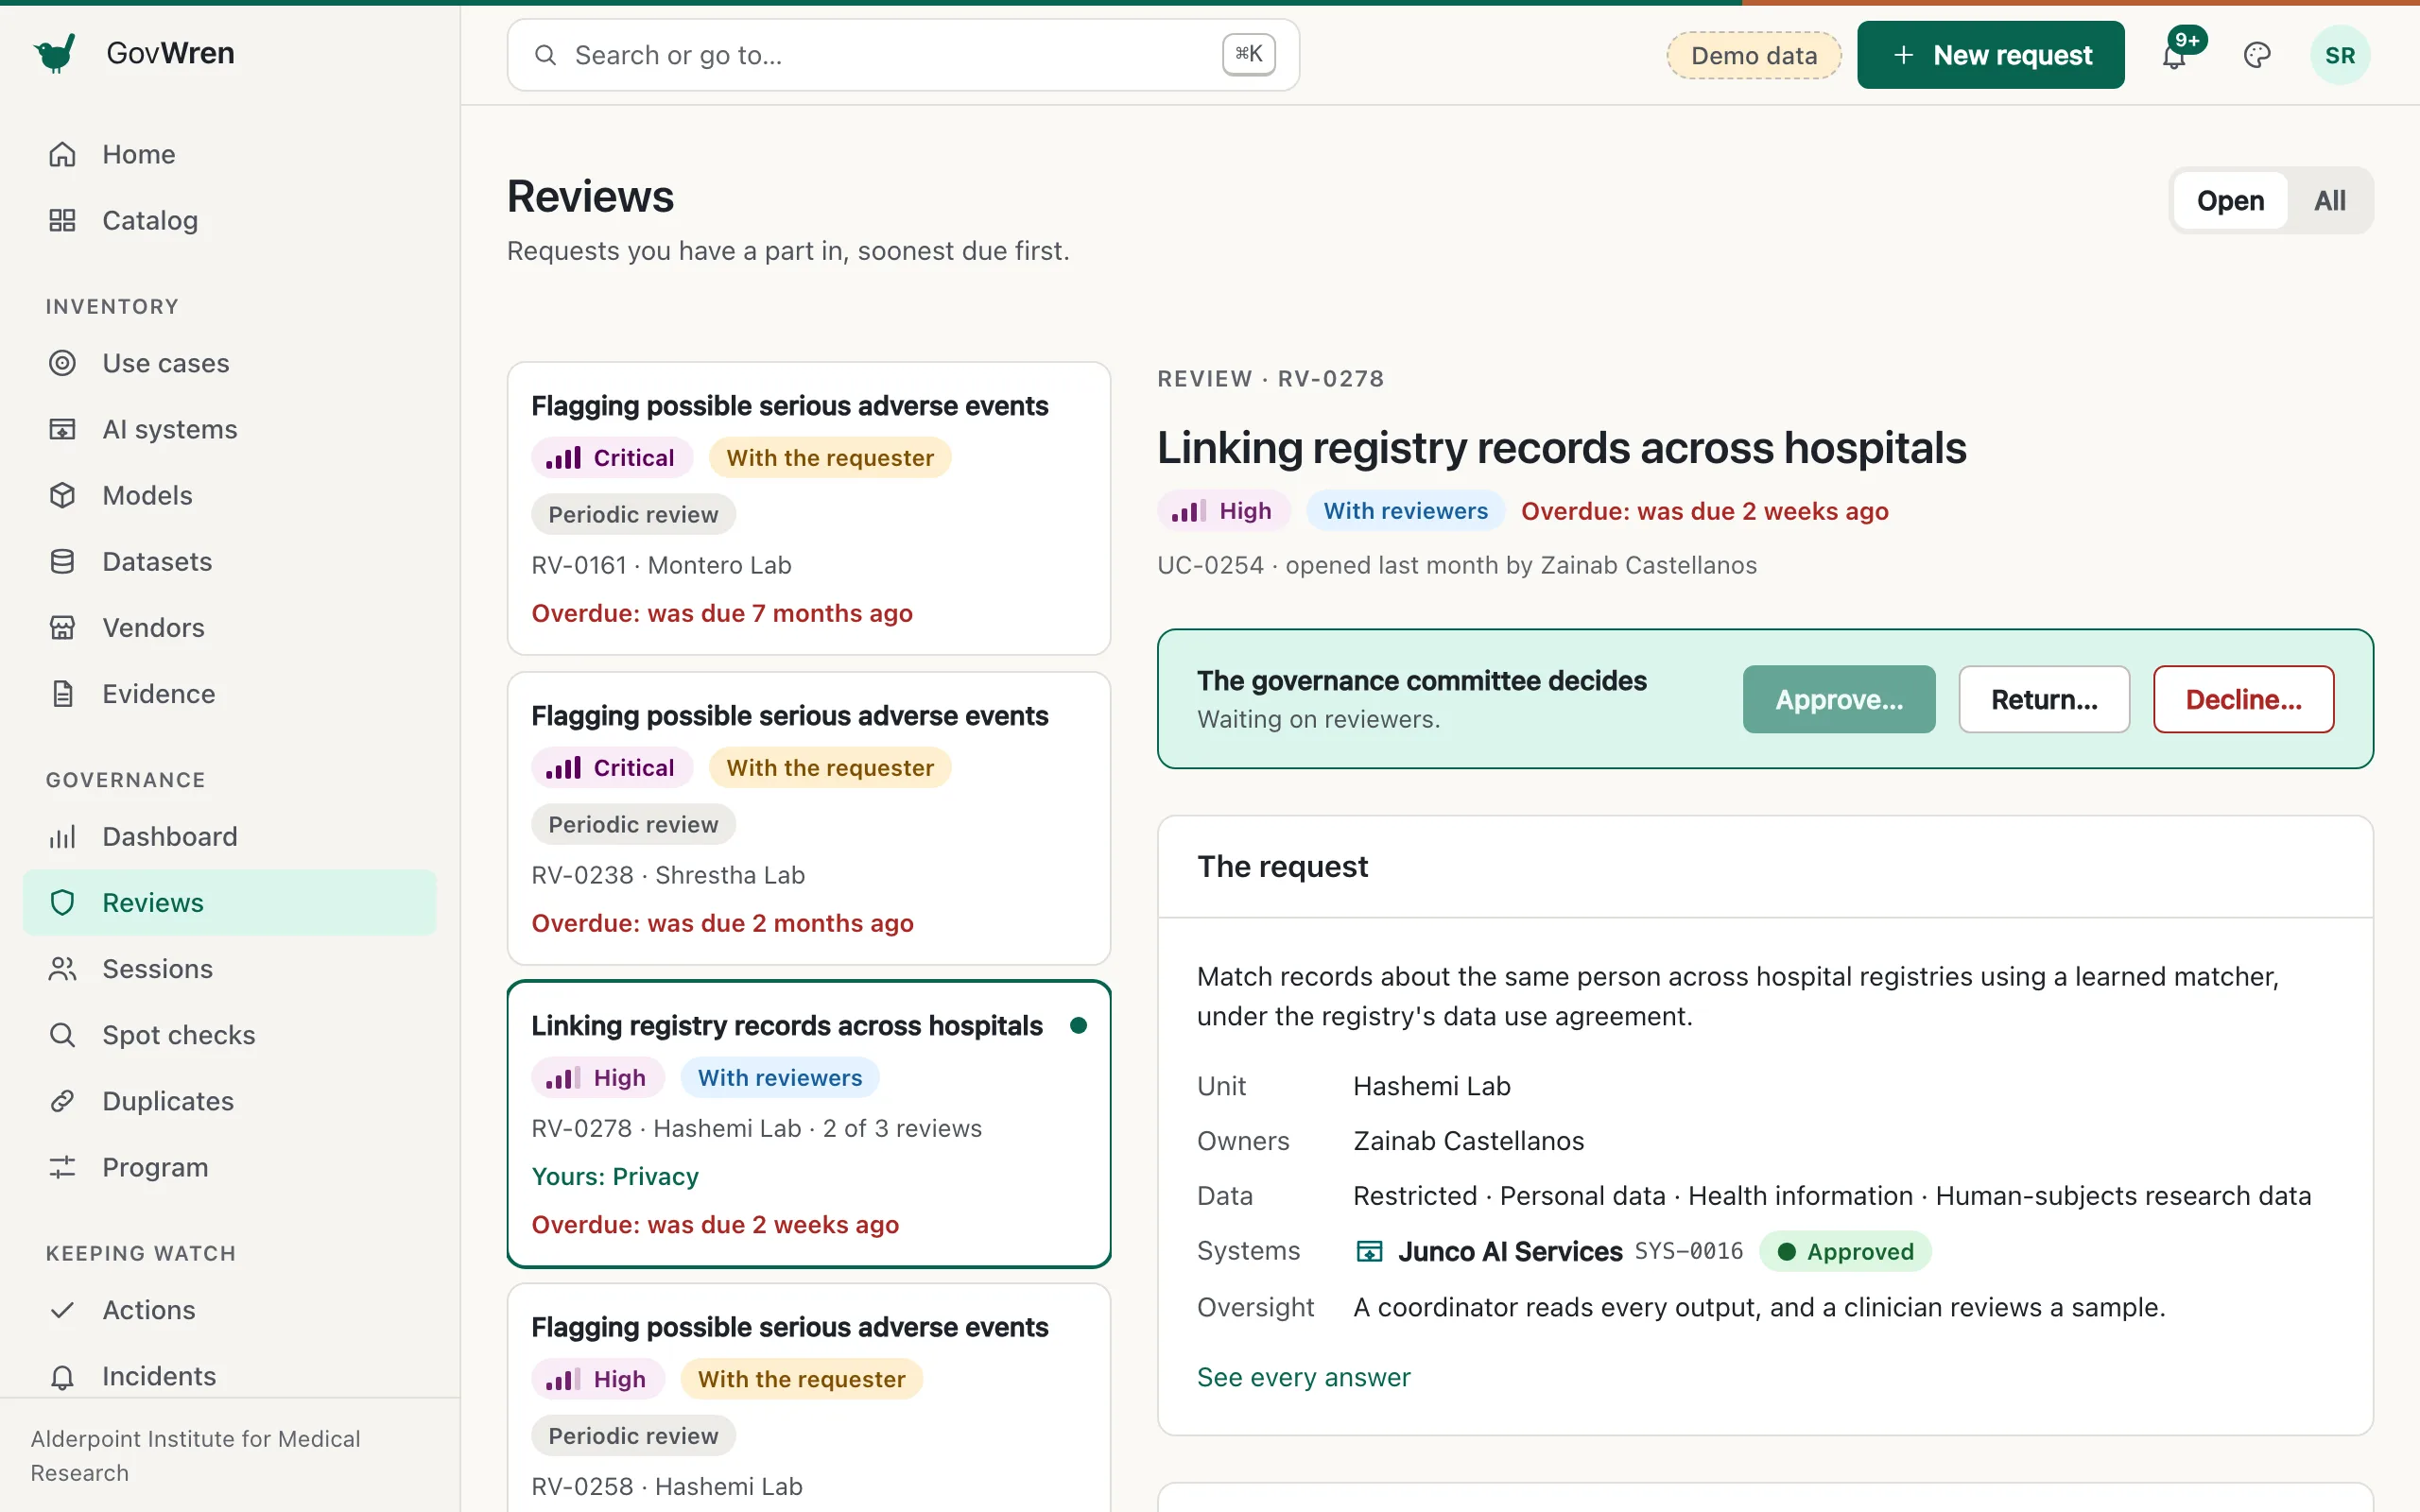 GovWren
Search or go to...
⌘K
Demo data
+ New request
9+
SR
Home
Catalog
INVENTORY
Use cases
AI systems
Models
Datasets
Vendors
Evidence
GOVERNANCE
Dashboard
Reviews
Sessions
Spot checks
Duplicates
Program
KEEPING WATCH
Actions
Incidents
Alderpoint Institute for Medical
Research
Reviews
Requests you have a part in, soonest due first.
Open All
Flagging possible serious adverse events
Critical With the requester
Periodic review
RV-0161 · Montero Lab
Overdue: was due 7 months ago
Flagging possible serious adverse events
Critical With the requester
Periodic review
RV-0238 · Shrestha Lab
Overdue: was due 2 months ago
Linking registry records across hospitals
High With reviewers
RV-0278 · Hashemi Lab · 2 of 3 reviews
Yours: Privacy
Overdue: was due 2 weeks ago
Flagging possible serious adverse events
High With the requester
Periodic review
RV-0258 · Hashemi Lab
REVIEW · RV-0278
Linking registry records across hospitals
High With reviewers Overdue: was due 2 weeks ago
UC-0254 · opened last month by Zainab Castellanos
The governance committee decides
Waiting on reviewers.
Approve... Return... Decline...
The request
Match records about the same person across hospital registries using a learned matcher,
under the registry's data use agreement.
Unit Hashemi Lab
Owners Zainab Castellanos
Data Restricted · Personal data · Health information · Human-subjects research data
Systems Junco AI Services SYS-0016 Approved
Oversight A coordinator reads every output, and a clinician reviews a sample.
See every answer